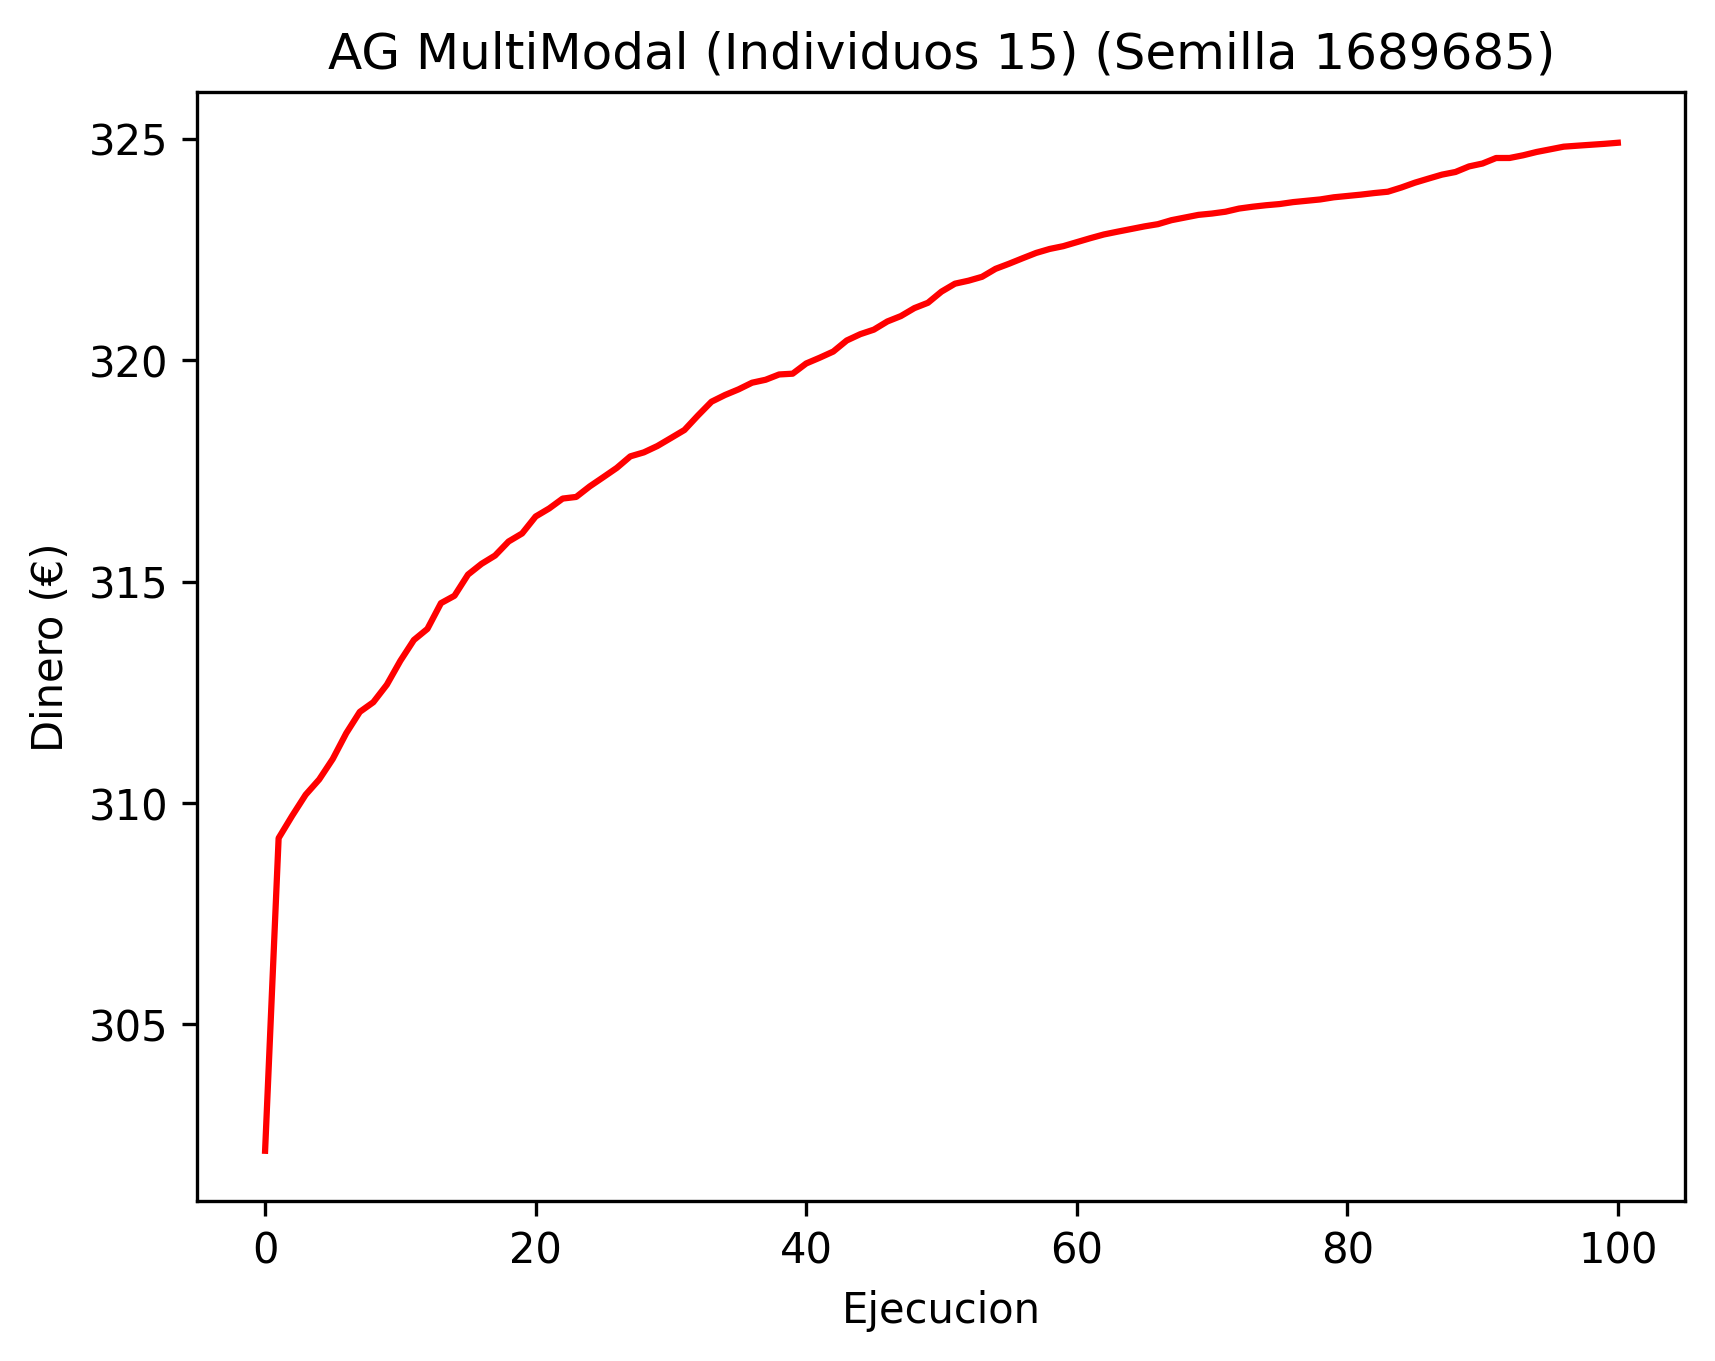 AG MultiModal (Individuos 15) (Semilla 1689685)
325
320
315
310
305
Dinero (€)
0 20 40 60 80 100
Ejecucion